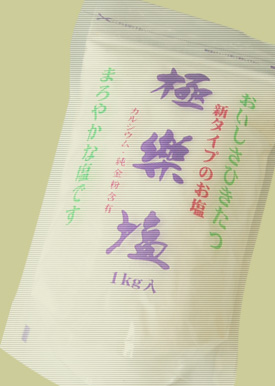 おいしさひきたつ
新タイプのお塩
極樂塩
1kg入
カルシウム・純金粉含有
まろやかな塩です